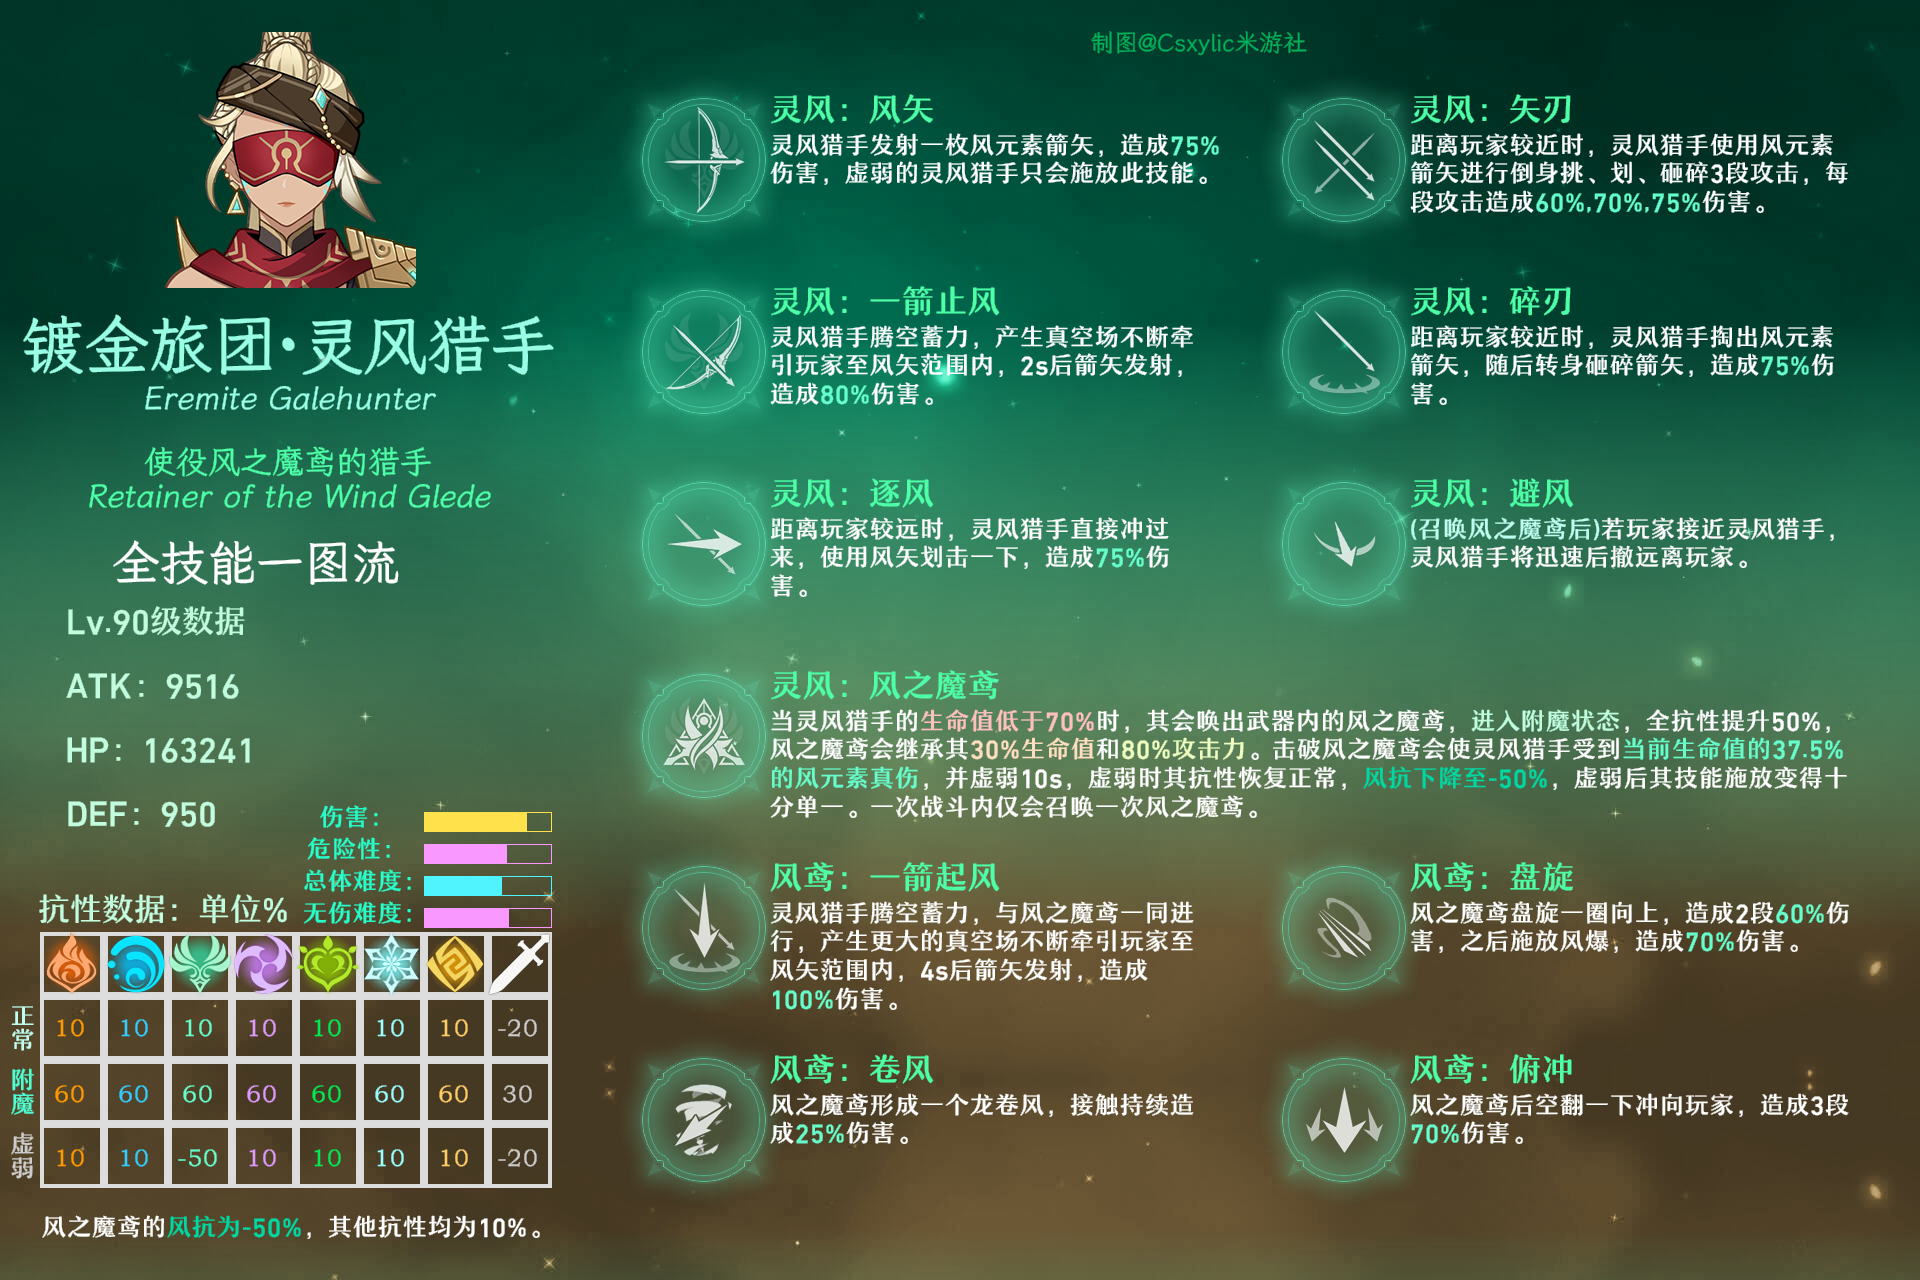 制图@Csxylic米游社
镀金旅团·灵风猎手
Eremite Galehunter
使役风之魔鸢的猎手
Retainer of the Wind Glede
全技能一图流
Lv.90级数据
ATK：9516
HP：163241
DEF：950
伤害：
危险性：
总体难度：
无伤难度：
抗性数据：单位%
正常 10 10 10 10 10 10 10 -20
附魔 60 60 60 60 60 60 60 30
虚弱 10 10 -50 10 10 10 10 -20
风之魔鸢的风抗为-50%，其他抗性均为10%。
灵风：风矢
灵风猎手发射一枚风元素箭矢，造成75%
伤害，虚弱的灵风猎手只会施放此技能。
灵风：矢刃
距离玩家较近时，灵风猎手使用风元素
箭矢进行倒身挑、划、砸碎3段攻击，每
段攻击造成60%,70%,75%伤害。
灵风：一箭止风
灵风猎手腾空蓄力，产生真空场不断牵
引玩家至风矢范围内，2s后箭矢发射，
造成80%伤害。
灵风：碎刃
距离玩家较近时，灵风猎手掏出风元素
箭矢，随后转身砸碎箭矢，造成75%伤
害。
灵风：逐风
距离玩家较远时，灵风猎手直接冲过
来，使用风矢划击一下，造成75%伤
害。
灵风：避风
(召唤风之魔鸢后)若玩家接近灵风猎手，
灵风猎手将迅速后撤远离玩家。
灵风：风之魔鸢
当灵风猎手的生命值低于70%时，其会唤出武器内的风之魔鸢，进入附魔状态，全抗性提升50%，
风之魔鸢会继承其30%生命值和80%攻击力。击破风之魔鸢会使灵风猎手受到当前生命值的37.5%
的风元素真伤，并虚弱10s，虚弱时其抗性恢复正常，风抗下降至-50%，虚弱后其技能施放变得十
分单一。一次战斗内仅会召唤一次风之魔鸢。
风鸢：一箭起风
灵风猎手腾空蓄力，与风之魔鸢一同进
行，产生更大的真空场不断牵引玩家至
风矢范围内，4s后箭矢发射，造成
100%伤害。
风鸢：盘旋
风之魔鸢盘旋一圈向上，造成2段60%伤
害，之后施放风爆，造成70%伤害。
风鸢：卷风
风之魔鸢形成一个龙卷风，接触持续造
成25%伤害。
风鸢：俯冲
风之魔鸢后空翻一下冲向玩家，造成3段
70%伤害。